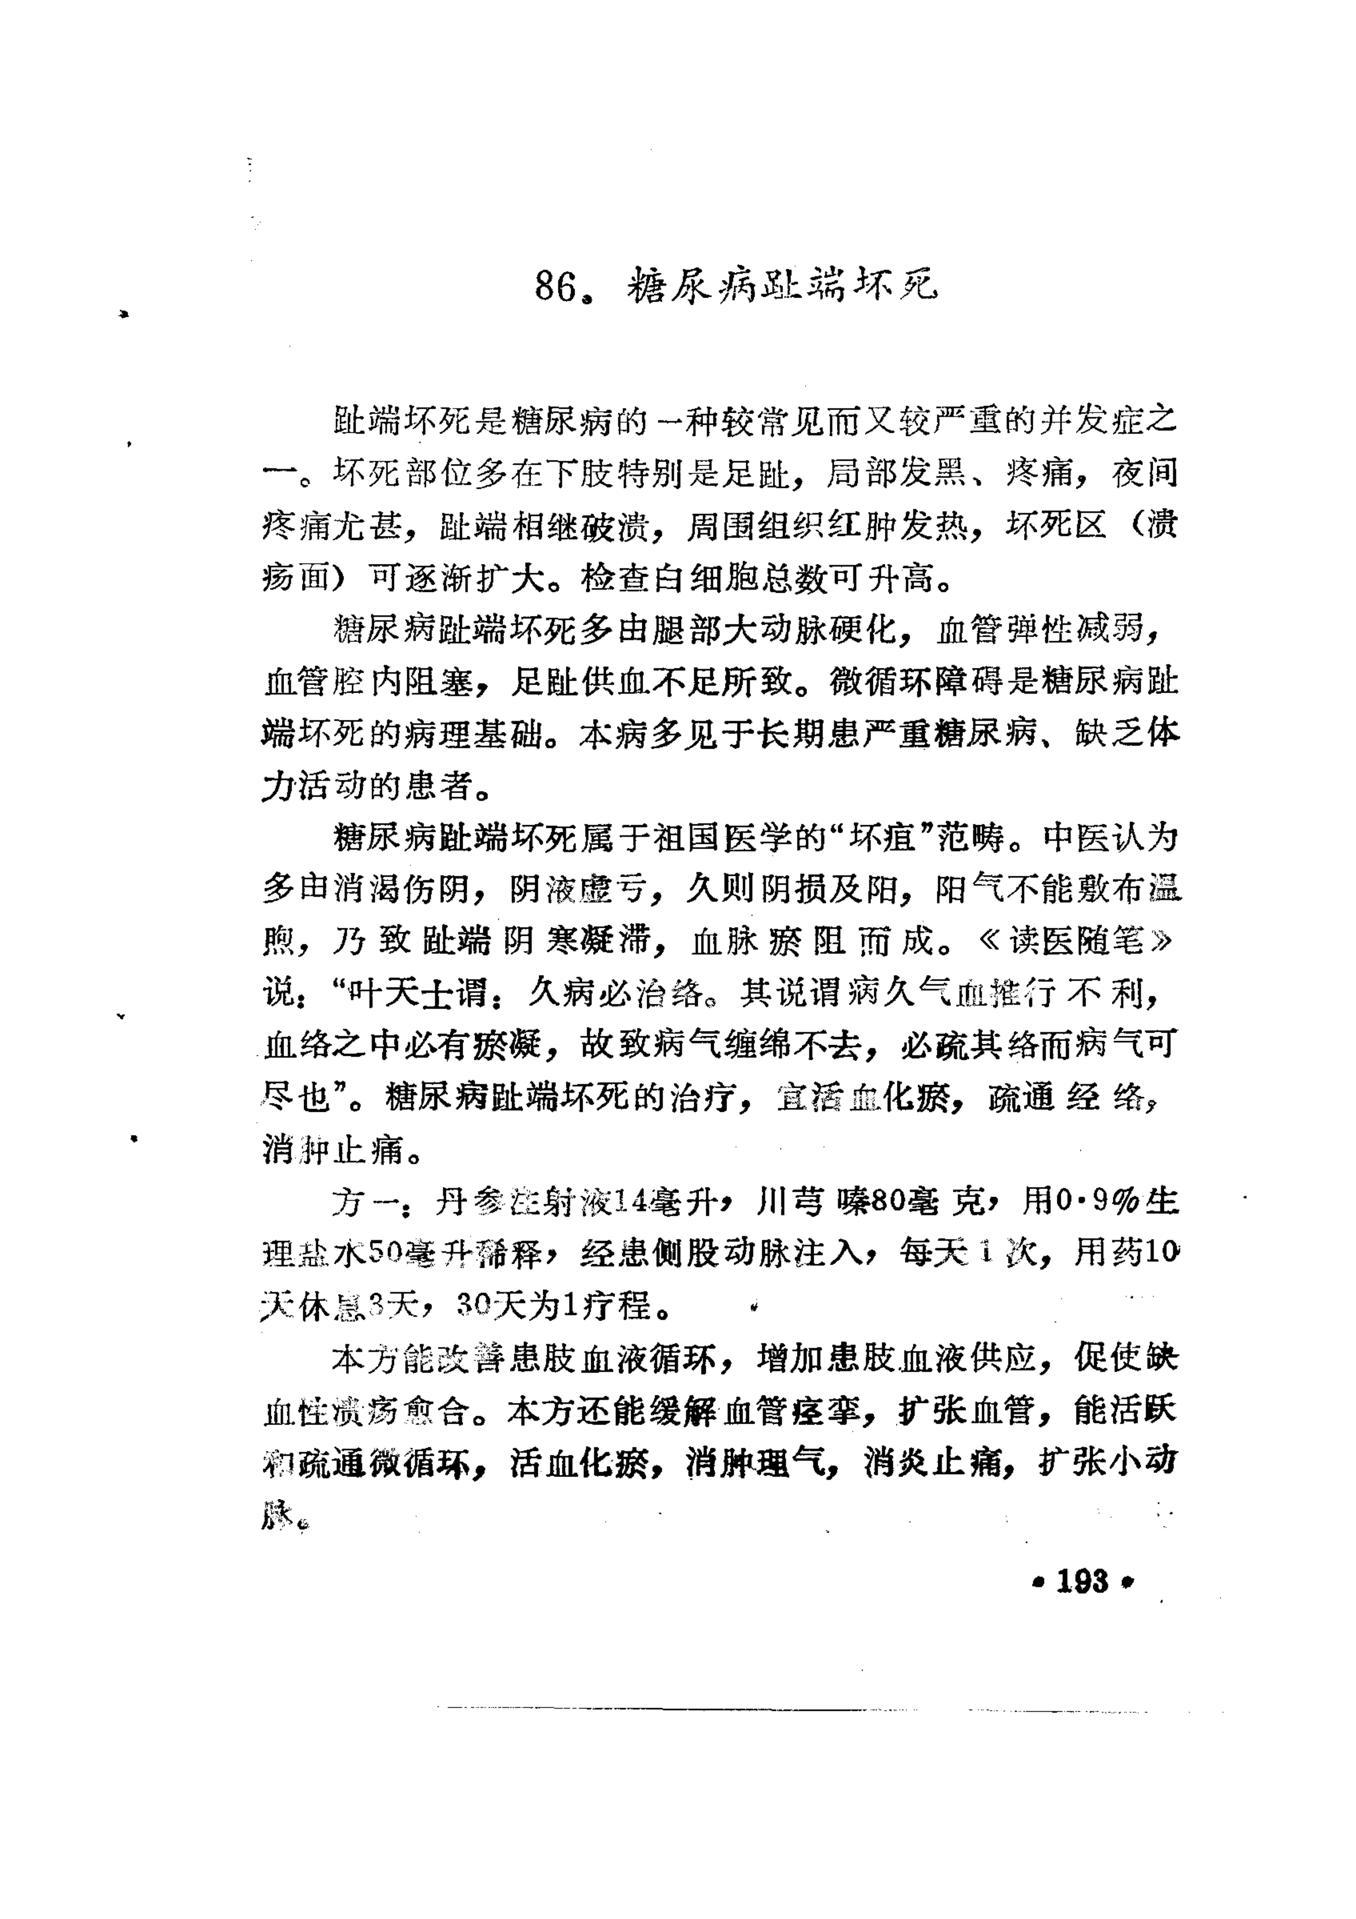 86。糖尿病趾端坏死
趾端坏死是糖尿病的一种较常见而又较严重的并发症之
一。坏死部位多在下肢特别是足趾，局部发黑、疼痛，夜间
疼痛尤甚，趾端相继破溃，周围组织红肿发热，坏死区（溃
疡面）可逐渐扩大。检查白细胞总数可升高。
糖尿病趾端坏死多由腿部大动脉硬化，血管弹性减弱，
血管腔内阻塞，足趾供血不足所致。微循环障碍是糖尿病趾
端坏死的病理基础。本病多见于长期患严重糖尿病、缺乏体
力活动的患者。
糖尿病趾端坏死属于祖国医学的“坏疽”范畴。中医认为
多由消渴伤阴，阴液虚亏，久则阴损及阳，阳气不能敷布温
煦，乃致趾端阴寒凝滞，血脉瘀阻而成。《读医随笔》
说：“叶天士谓：久病必治络。其说谓病久气血推行不利，
血络之中必有瘀凝，故致病气缠绵不去，必疏其络而病气可
尽也”。糖尿病趾端坏死的治疗，宜活血化瘀，疏通经络，
消肿止痛。
方一：丹参注射液14毫升，川芎嗪80毫克，用0·9%生
理盐水50毫升稀释，经患侧股动脉注入，每天1次，用药10
天休息3天，30天为1疗程。
本方能改善患肢血液循环，增加患肢血液供应，促使缺
血性溃疡愈合。本方还能缓解血管痉挛，扩张血管，能活跃
和疏通微循环，活血化瘀，消肿理气，消炎止痛，扩张小动
脉。
•193•